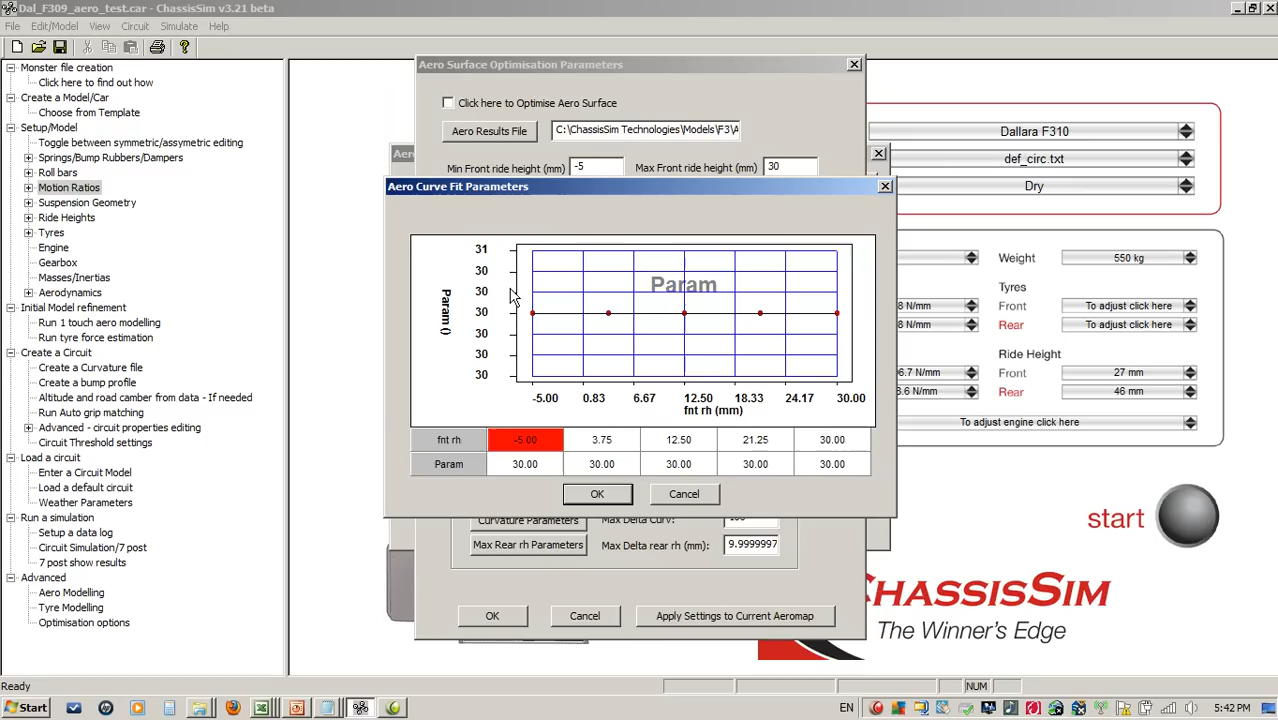 Dal_F309_aero_test.car - ChassisSim v3.21 beta
File Edit/Model View Circuit Simulate Help
Monster file creation
Click here to find out how
Create a Model/Car
Choose from Template
Setup/Model
Toggle between symmetric/assymetric editing
Springs/Bump Rubbers/Dampers
Roll bars
Motion Ratios
Suspension Geometry
Ride Heights
Tyres
Engine
Gearbox
Masses/Inertias
Aerodynamics
Initial Model refinement
Run 1 touch aero modelling
Run tyre force estimation
Create a Circuit
Create a Curvature file
Create a bump profile
Altitude and road camber from data - If needed
Run Auto grip matching
Advanced - circuit properties editing
Circuit Threshold settings
Load a circuit
Enter a Circuit Model
Load a default circuit
Weather Parameters
Run a simulation
Setup a data log
Circuit Simulation/7 post
7 post show results
Advanced
Aero Modelling
Tyre Modelling
Optimisation options
Aero Surface Optimisation Parameters
Click here to Optimise Aero Surface
Aero Results File C:\ChassisSim Technologies\Models\F3\A
Min Front ride height (mm) -5 Max Front ride height (mm) 30
Aero Curve Fit Parameters
Param
Param ()
31
30
30
30
30
30
30
-5.00 0.83 6.67 12.50 18.33 24.17 30.00
fnt rh (mm)
fnt rh -5.00 3.75 12.50 21.25 30.00
Param 30.00 30.00 30.00 30.00 30.00
OK Cancel
Curvature Parameters Max Delta Curv:
Max Rear rh Parameters Max Delta rear rh (mm): 9.9999997
OK Cancel Apply Settings to Current Aeromap
Dallara F310
def_circ.txt
Dry
Weight 550 kg
Tyres
8 N/mm Front To adjust click here
8 N/mm Rear To adjust click here
Ride Height
6.7 N/mm Front 27 mm
3.6 N/mm Rear 46 mm
To adjust engine click here
start
CHASSISSIM
The Winner's Edge
Ready NUM
Start EN 5:42 PM